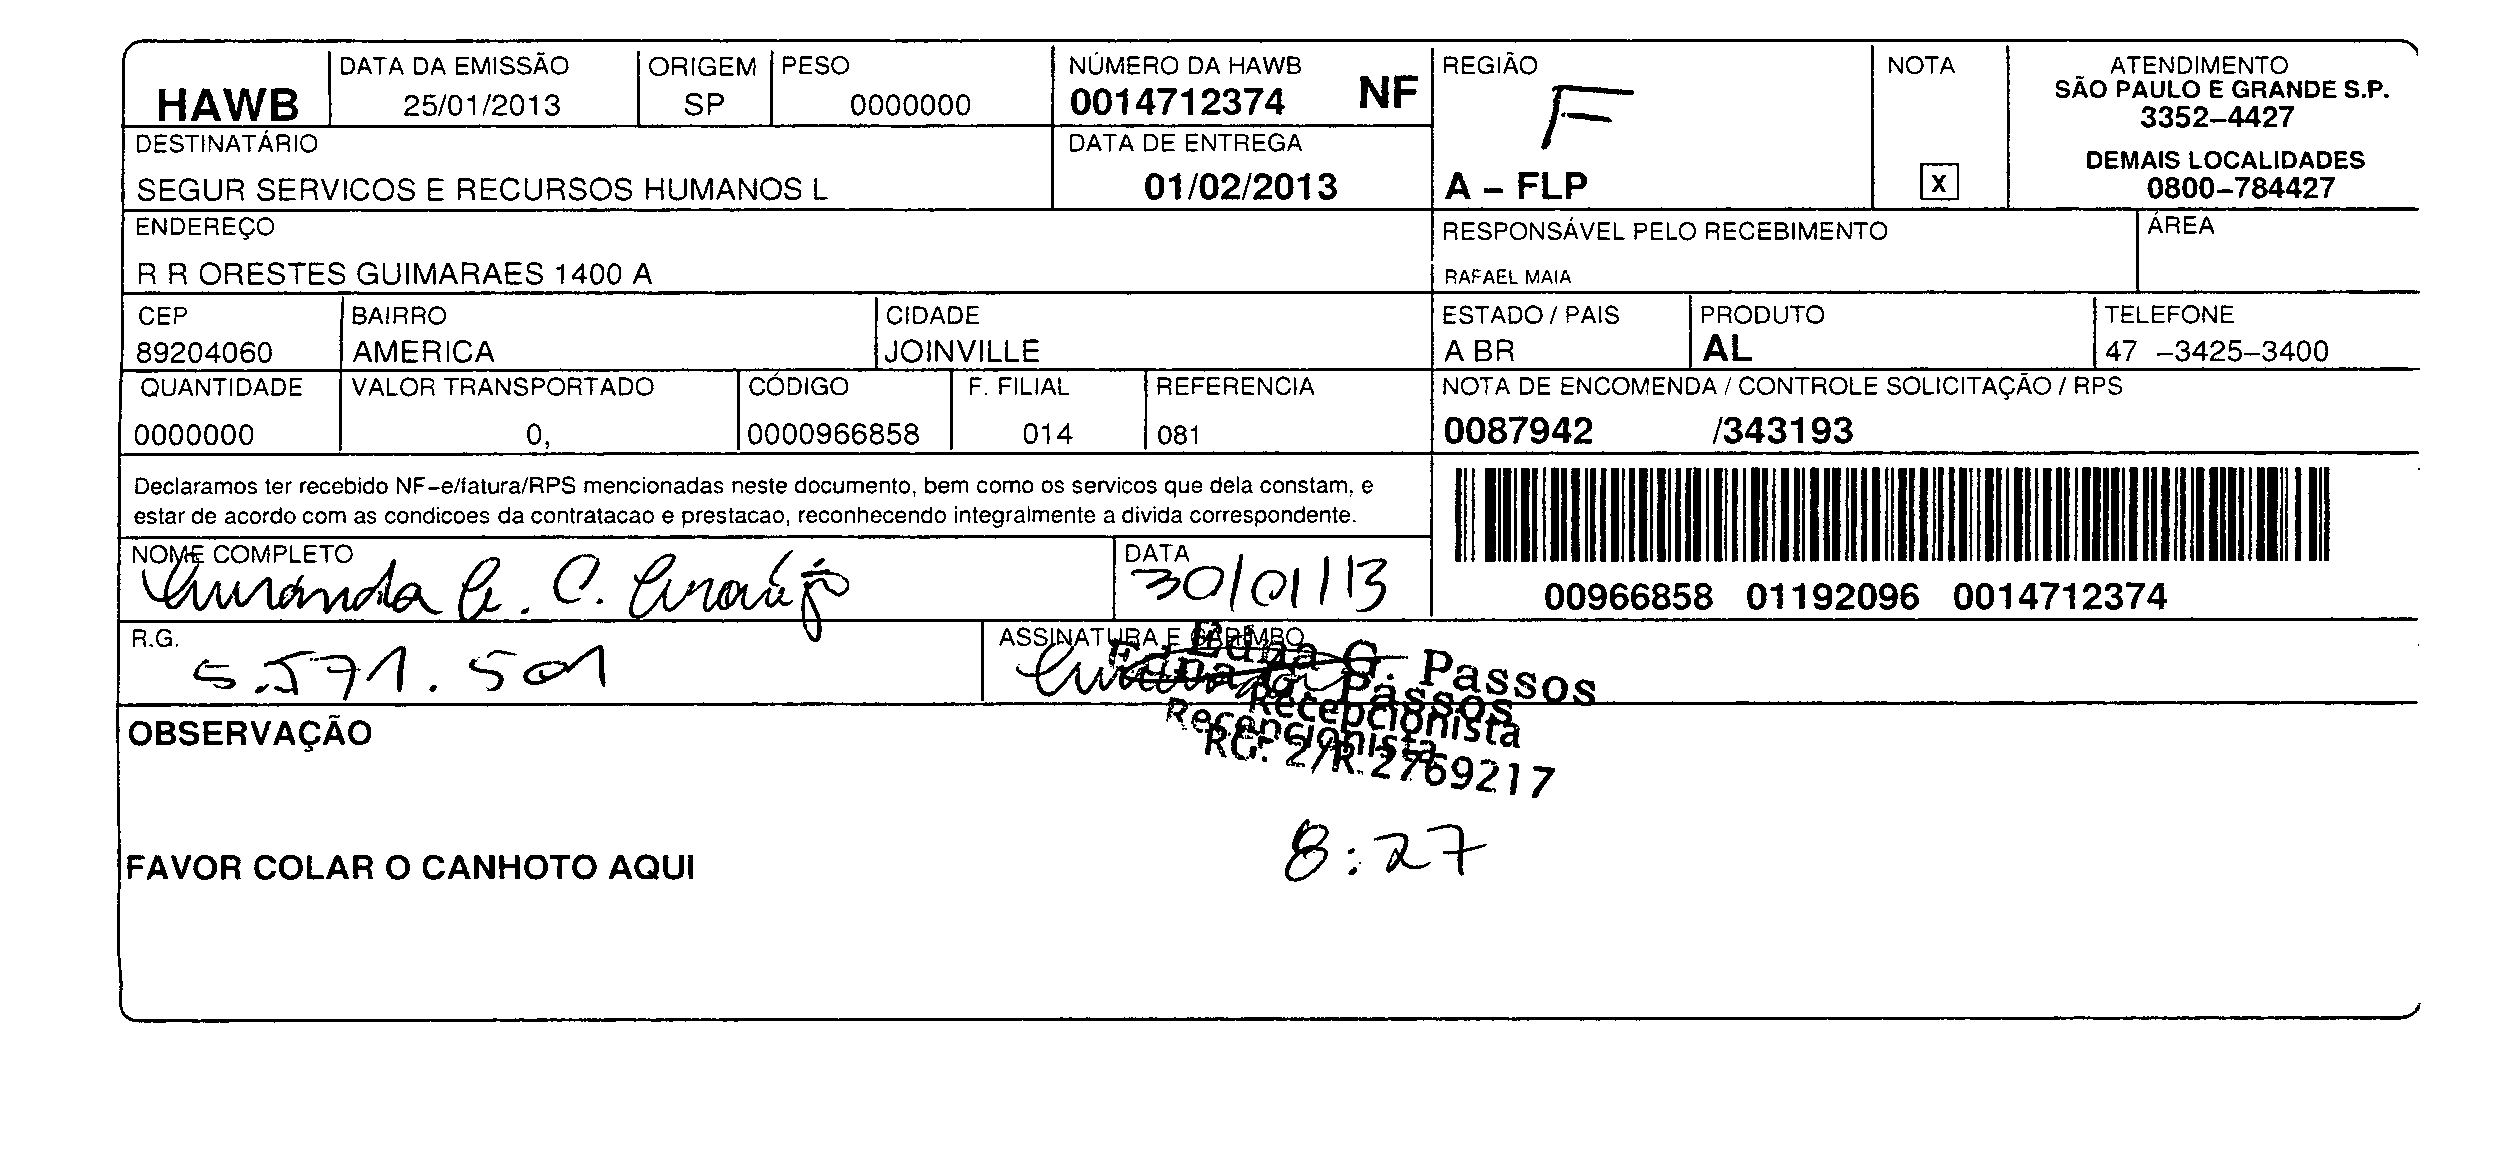 HAWB
DATA DA EMISSÃO
25/01/2013
ORIGEM
SP
PESO
0000000
NÚMERO DA HAWB
0014712374 NF
REGIÃO
F
A – FLP
NOTA
X
ATENDIMENTO
SÃO PAULO E GRANDE S.P.
3352–4427
DEMAIS LOCALIDADES
0800–784427
DESTINATÁRIO
SEGUR SERVICOS E RECURSOS HUMANOS L
DATA DE ENTREGA
01/02/2013
ENDEREÇO
R R ORESTES GUIMARAES 1400 A
RESPONSÁVEL PELO RECEBIMENTO
RAFAEL MAIA
ÁREA
CEP
89204060
BAIRRO
AMERICA
CIDADE
JOINVILLE
ESTADO / PAIS
A BR
PRODUTO
AL
TELEFONE
47 –3425–3400
QUANTIDADE
0000000
VALOR TRANSPORTADO
0,
CÓDIGO
0000966858
F. FILIAL
014
REFERENCIA
081
NOTA DE ENCOMENDA / CONTROLE SOLICITAÇÃO / RPS
0087942 /343193
Declaramos ter recebido NF–e/fatura/RPS mencionadas neste documento, bem como os servicos que dela constam, e
estar de acordo com as condicoes da contratacao e prestacao, reconhecendo integralmente a divida correspondente.
00966858 01192096 0014712374
NOME COMPLETO
C. Araújo
DATA
30/01/13
R.G.
5.571.501
ASSINATURA E CARIMBO
Edna G. Passos
Passos
Recepcionista
Recepcionista
RG: 2769217
OBSERVAÇÃO
8:27
FAVOR COLAR O CANHOTO AQUI